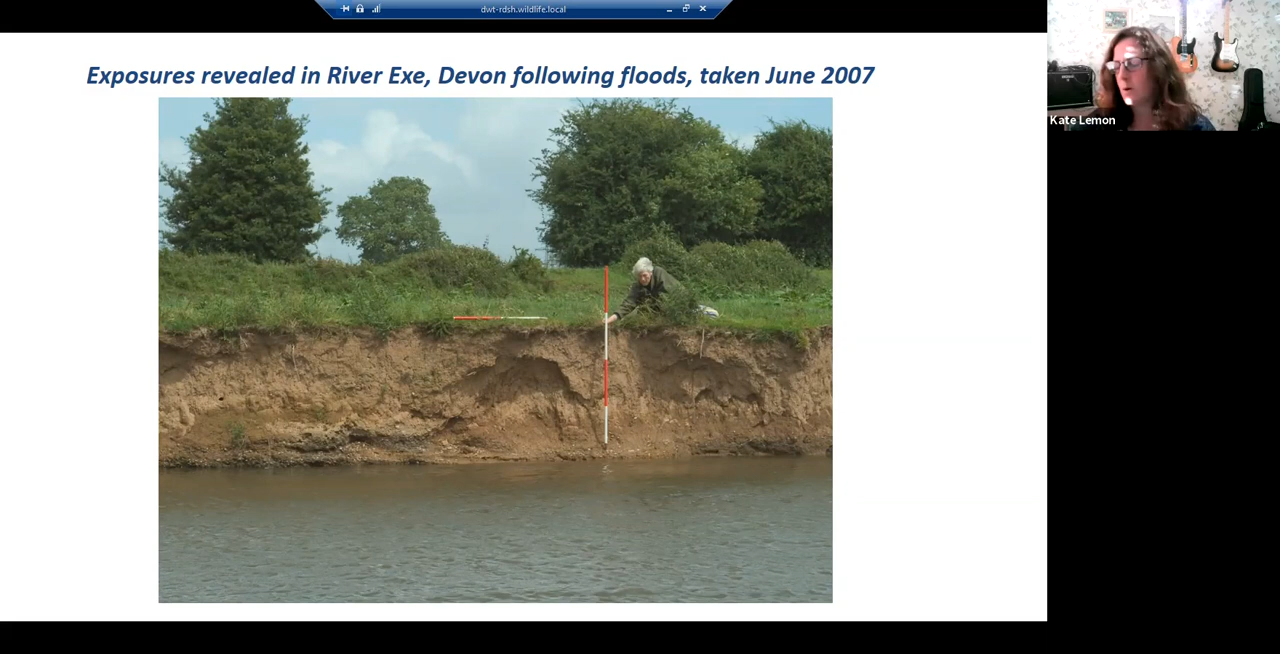 dwt-rdsh.wildlife.local
Exposures revealed in River Exe, Devon following floods, taken June 2007
Kate Lemon